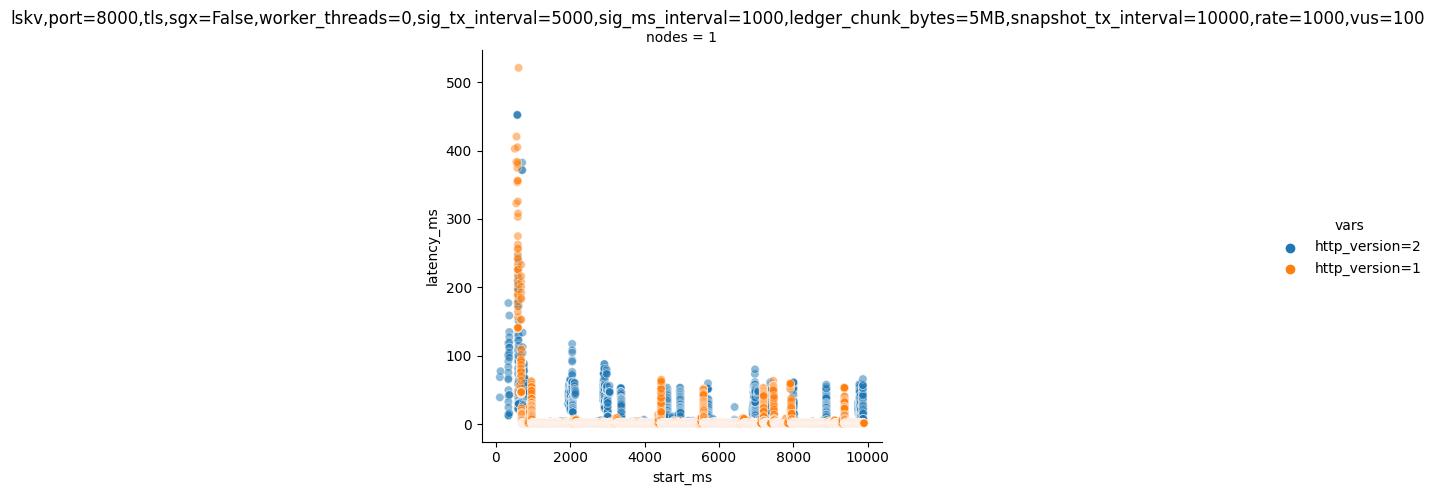 lskv,port=8000,tls,sgx=False,worker_threads=0,sig_tx_interval=5000,sig_ms_interval=1000,ledger_chunk_bytes=5MB,snapshot_tx_interval=10000,rate=1000,vus=100
nodes = 1
500
400
300
200
100
0
latency_ms
0 2000 4000 6000 8000 10000
start_ms
vars
http_version=2
http_version=1